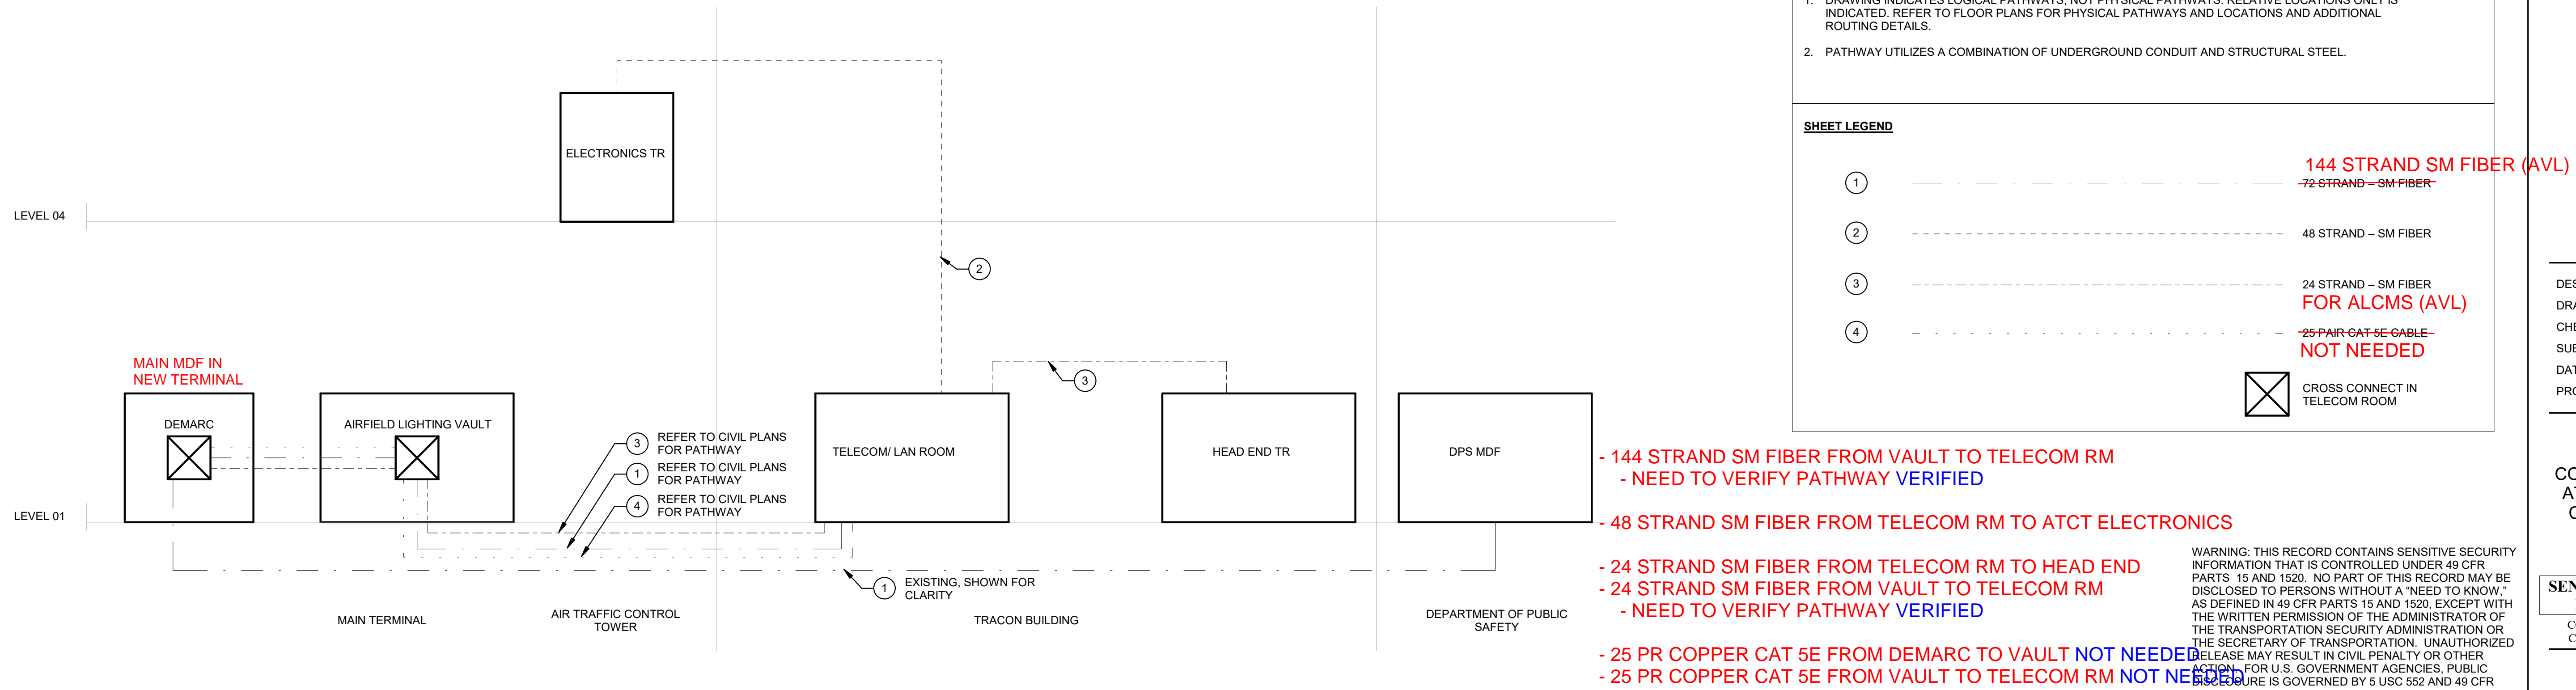 1. DRAWING INDICATES LOGICAL PATHWAYS, NOT PHYSICAL PATHWAYS. RELATIVE LOCATIONS ONLY IS
INDICATED. REFER TO FLOOR PLANS FOR PHYSICAL PATHWAYS AND LOCATIONS AND ADDITIONAL
ROUTING DETAILS.
2. PATHWAY UTILIZES A COMBINATION OF UNDERGROUND CONDUIT AND STRUCTURAL STEEL.
SHEET LEGEND
144 STRAND SM FIBER (AVL)
1 72 STRAND – SM FIBER
2 48 STRAND – SM FIBER
3 24 STRAND – SM FIBER
FOR ALCMS (AVL)
4 25 PAIR CAT 5E CABLE
NOT NEEDED
CROSS CONNECT IN
TELECOM ROOM
ELECTRONICS TR
LEVEL 04
2
3
MAIN MDF IN
NEW TERMINAL
DEMARC
AIRFIELD LIGHTING VAULT
3 REFER TO CIVIL PLANS
FOR PATHWAY
1 REFER TO CIVIL PLANS
FOR PATHWAY
4 REFER TO CIVIL PLANS
FOR PATHWAY
TELECOM/ LAN ROOM
HEAD END TR
DPS MDF
LEVEL 01
1 EXISTING, SHOWN FOR
CLARITY
MAIN TERMINAL
AIR TRAFFIC CONTROL
TOWER
TRACON BUILDING
DEPARTMENT OF PUBLIC
SAFETY
- 144 STRAND SM FIBER FROM VAULT TO TELECOM RM
- NEED TO VERIFY PATHWAY VERIFIED
- 48 STRAND SM FIBER FROM TELECOM RM TO ATCT ELECTRONICS
- 24 STRAND SM FIBER FROM TELECOM RM TO HEAD END
- 24 STRAND SM FIBER FROM VAULT TO TELECOM RM
- NEED TO VERIFY PATHWAY VERIFIED
- 25 PR COPPER CAT 5E FROM DEMARC TO VAULT NOT NEEDED
- 25 PR COPPER CAT 5E FROM VAULT TO TELECOM RM NOT NEEDED
WARNING: THIS RECORD CONTAINS SENSITIVE SECURITY
INFORMATION THAT IS CONTROLLED UNDER 49 CFR
PARTS 15 AND 1520. NO PART OF THIS RECORD MAY BE
DISCLOSED TO PERSONS WITHOUT A "NEED TO KNOW,"
AS DEFINED IN 49 CFR PARTS 15 AND 1520, EXCEPT WITH
THE WRITTEN PERMISSION OF THE ADMINISTRATOR OF
THE TRANSPORTATION SECURITY ADMINISTRATION OR
THE SECRETARY OF TRANSPORTATION. UNAUTHORIZED
RELEASE MAY RESULT IN CIVIL PENALTY OR OTHER
ACTION. FOR U.S. GOVERNMENT AGENCIES, PUBLIC
DISCLOSURE IS GOVERNED BY 5 USC 552 AND 49 CFR